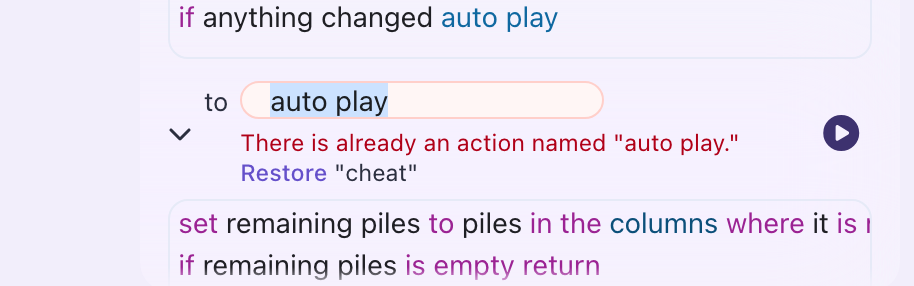 if anything changed auto play
to auto play
There is already an action named "auto play."
Restore "cheat"
set remaining piles to piles in the columns where it is
if remaining piles is empty return